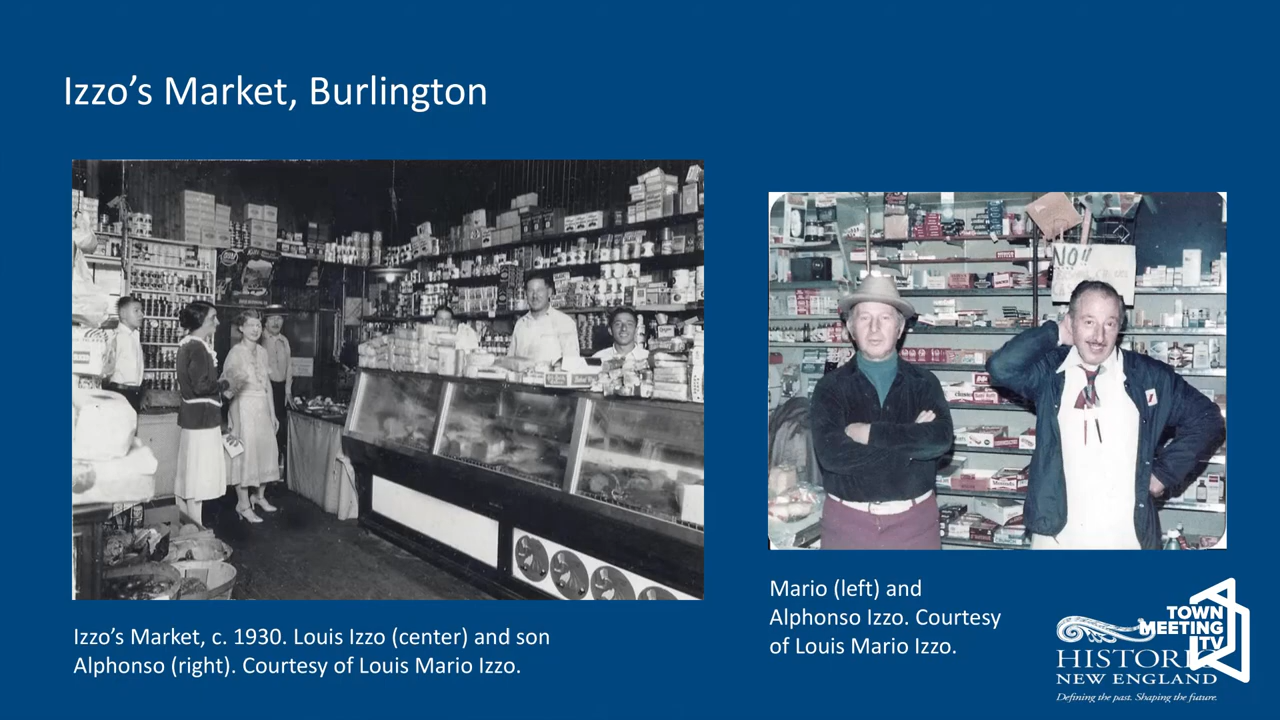 Izzo’s Market, Burlington
NO!!
Izzo’s Market, c. 1930. Louis Izzo (center) and son
Alphonso (right). Courtesy of Louis Mario Izzo.
Mario (left) and
Alphonso Izzo. Courtesy
of Louis Mario Izzo.
TOWN
MEETING
TV
HISTORIC
NEW ENGLAND
Defining the past. Shaping the future.